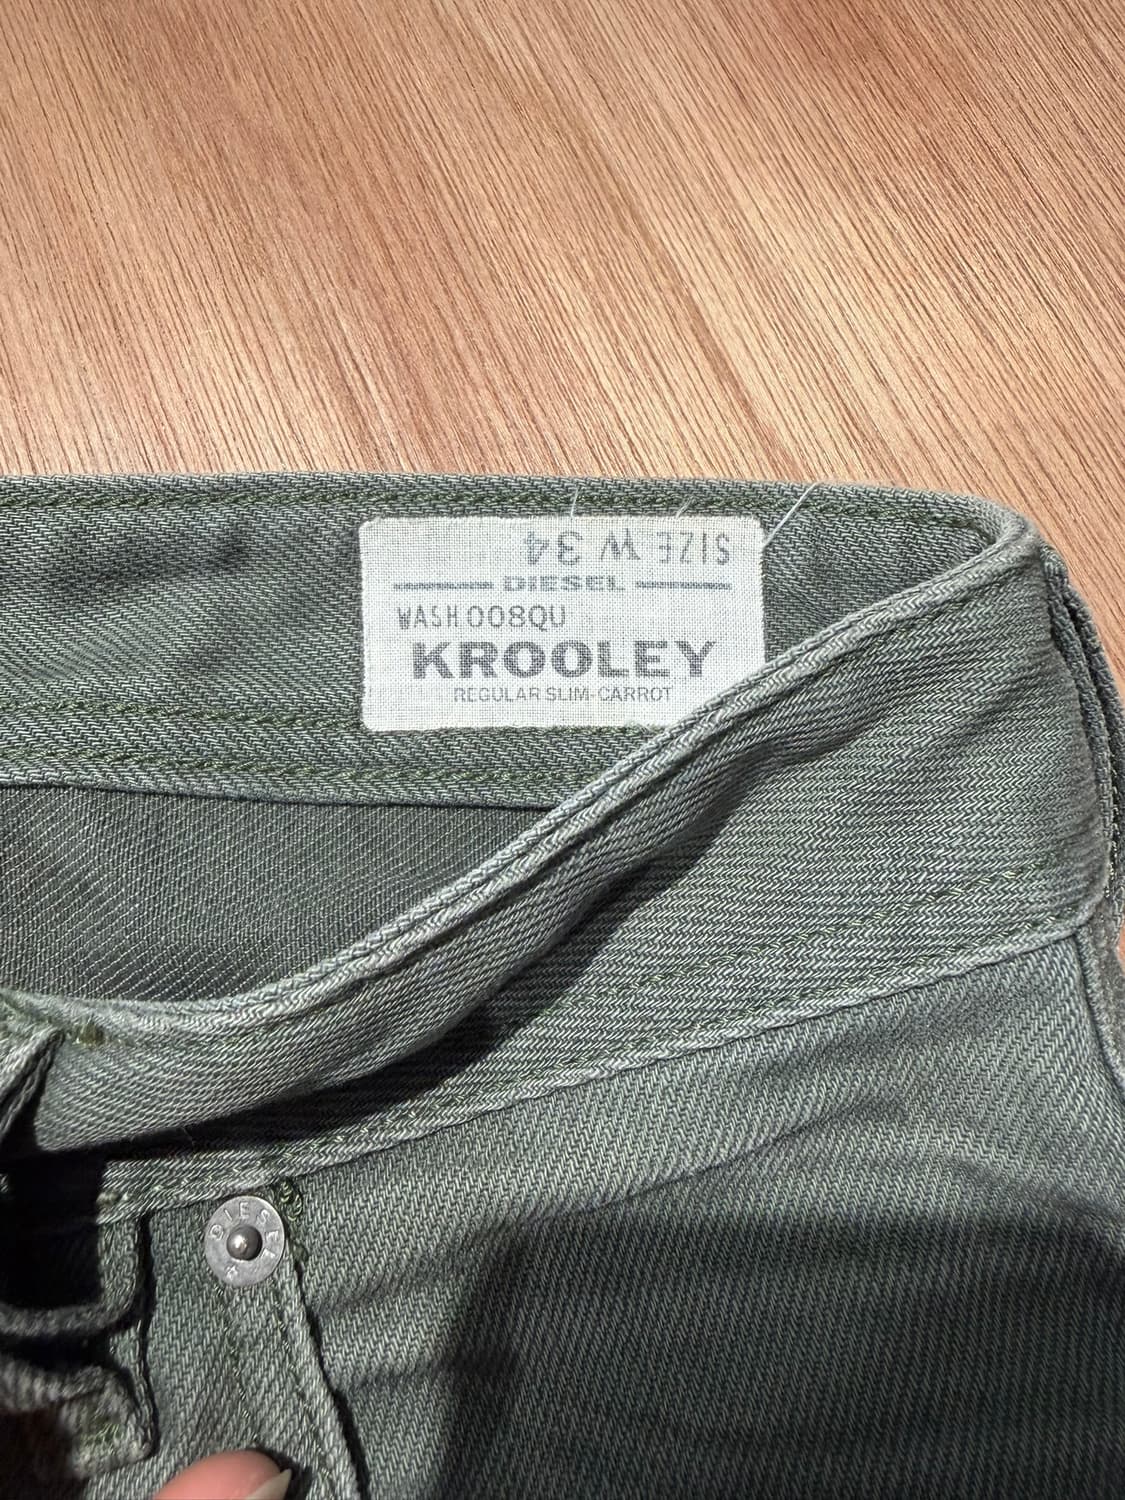 SIZE W 34
DIESEL
WASH 008QU
KROOLEY
REGULAR SLIM-CARROT
DIESEL